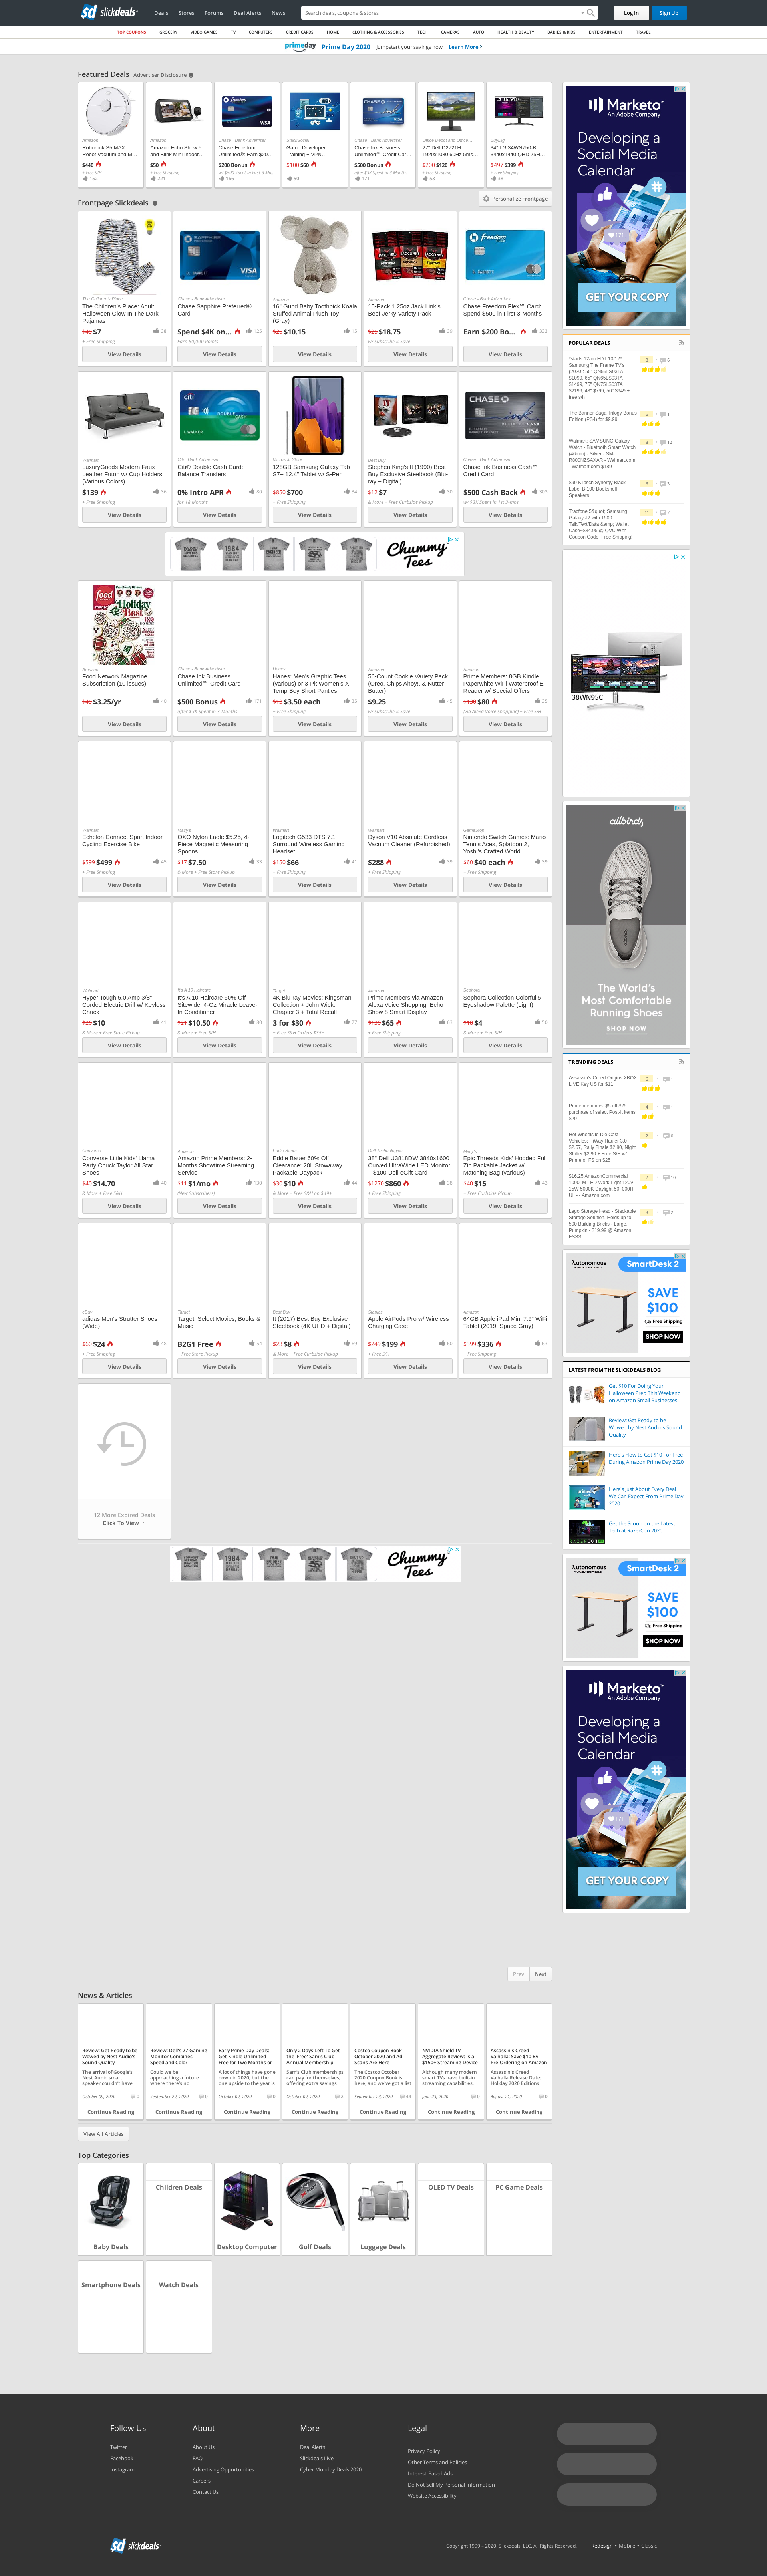 slickdeals
Deals
Stores
Forums
Deal Alerts
News
Search deals, coupons & stores
Log In
Sign Up
TOP COUPONS
GROCERY
VIDEO GAMES
TV
COMPUTERS
CREDIT CARDS
HOME
CLOTHING & ACCESSORIES
TECH
CAMERAS
AUTO
HEALTH & BEAUTY
BABIES & KIDS
ENTERTAINMENT
TRAVEL
primeday Prime Day 2020 Jumpstart your savings now Learn More
Featured Deals Advertiser Disclosure
Amazon
Roborock S5 MAX
Robot Vacuum and M...
$440
+ Free S/H
152
Amazon
Amazon Echo Show 5
and Blink Mini Indoor...
$50
+ Free Shipping
221
Chase - Bank Advertiser
Chase Freedom
Unlimited®: Earn $20...
$200 Bonus
166
StackSocial
Game Developer
Training + VPN...
$100 $60
50
Chase - Bank Advertiser
Chase Ink Business
Unlimited℠ Credit Car...
$500 Bonus
after $3K Spent in 3-Months
171
Office Depot and Office...
27" Dell D2721H
1920x1080 60Hz 5ms...
$200 $120
+ Free Shipping
53
BuyDig
34" LG 34WN750-B
3440x1440 QHD 75H...
$497 $399
+ Free Shipping
38
Frontpage Slickdeals
Personalize Frontpage
The Children's Place
The Children's Place: Adult
Halloween Glow In The Dark
Pajamas
$45 $7
38
+ Free Shipping
View Details
Chase - Bank Advertiser
Chase Sapphire Preferred®
Card
Spend $4K on...
125
Earn 80,000 Points
View Details
Amazon
16" Gund Baby Toothpick Koala
Stuffed Animal Plush Toy
(Gray)
$25 $10.15
15
View Details
Amazon
15-Pack 1.25oz Jack Link's
Beef Jerky Variety Pack
$25 $18.75
39
w/ Subscribe & Save
View Details
Chase - Bank Advertiser
Chase Freedom Flex℠ Card:
Spend $500 in First 3-Months
Earn $200 Bo...
333
View Details
Walmart
LuxuryGoods Modern Faux
Leather Futon w/ Cup Holders
(Various Colors)
$139
36
+ Free Shipping
View Details
Citi - Bank Advertiser
Citi® Double Cash Card:
Balance Transfers
0% Intro APR
80
for 18 Months
View Details
Microsoft Store
128GB Samsung Galaxy Tab
S7+ 12.4" Tablet w/ S-Pen
$850 $700
34
+ Free Shipping
View Details
Best Buy
Stephen King's It (1990) Best
Buy Exclusive Steelbook (Blu-
ray + Digital)
$12 $7
30
& More + Free Curbside Pickup
View Details
Chase - Bank Advertiser
Chase Ink Business Cash℠
Credit Card
$500 Cash Back
303
w/ $3K Spent in 1st 3-mos
View Details
Chummy
Tees
Amazon
Food Network Magazine
Subscription (10 issues)
$45 $3.25/yr
40
View Details
Chase - Bank Advertiser
Chase Ink Business
Unlimited℠ Credit Card
$500 Bonus
171
after $3K Spent in 3-Months
View Details
Hanes
Hanes: Men's Graphic Tees
(various) or 3-Pk Women's X-
Temp Boy Short Panties
$13 $3.50 each
35
+ Free Shipping
View Details
Amazon
56-Count Cookie Variety Pack
(Oreo, Chips Ahoy!, & Nutter
Butter)
$9.25
45
w/ Subscribe & Save
View Details
Amazon
Prime Members: 8GB Kindle
Paperwhite WiFi Waterproof E-
Reader w/ Special Offers
$130 $80
35
(via Alexa Voice Shopping) + Free S/H
View Details
Walmart
Echelon Connect Sport Indoor
Cycling Exercise Bike
$599 $499
45
+ Free Shipping
View Details
Macy's
OXO Nylon Ladle $5.25, 4-
Piece Magnetic Measuring
Spoons
$17 $7.50
33
& More + Free Store Pickup
View Details
Walmart
Logitech G533 DTS 7.1
Surround Wireless Gaming
Headset
$150 $66
41
+ Free Shipping
View Details
Walmart
Dyson V10 Absolute Cordless
Vacuum Cleaner (Refurbished)
$288
39
+ Free Shipping
View Details
GameStop
Nintendo Switch Games: Mario
Tennis Aces, Splatoon 2,
Yoshi's Crafted World
$60 $40 each
39
+ Free Shipping
View Details
Walmart
Hyper Tough 5.0 Amp 3/8"
Corded Electric Drill w/ Keyless
Chuck
$20 $10
41
& More + Free Store Pickup
View Details
It's A 10 Haircare
It's A 10 Haircare 50% Off
Sitewide: 4-Oz Miracle Leave-
In Conditioner
$21 $10.50
80
& More + Free S/H
View Details
Target
4K Blu-ray Movies: Kingsman
Collection + John Wick:
Chapter 3 + Total Recall
3 for $30
77
+ Free S&H Orders $35+
View Details
Amazon
Prime Members via Amazon
Alexa Voice Shopping: Echo
Show 8 Smart Display
$130 $65
63
+ Free Shipping
View Details
Sephora
Sephora Collection Colorful 5
Eyeshadow Palette (Light)
$18 $4
50
& More + Free S/H
View Details
Converse
Converse Little Kids' Llama
Party Chuck Taylor All Star
Shoes
$40 $14.70
40
& More + Free S&H
View Details
Amazon
Amazon Prime Members: 2-
Months Showtime Streaming
Service
$11 $1/mo
130
(New Subscribers)
View Details
Eddie Bauer
Eddie Bauer 60% Off
Clearance: 20L Stowaway
Packable Daypack
$30 $10
44
& More + Free S&H on $49+
View Details
Dell Technologies
38" Dell U3818DW 3840x1600
Curved UltraWide LED Monitor
+ $100 Dell eGift Card
$1270 $860
38
+ Free Shipping
View Details
Macy's
Epic Threads Kids' Hooded Full
Zip Packable Jacket w/
Matching Bag (various)
$40 $15
43
+ Free Curbside Pickup
View Details
eBay
adidas Men's Strutter Shoes
(Wide)
$60 $24
44
+ Free Shipping
View Details
Target
Target: Select Movies, Books &
Music
B2G1 Free
54
+ Free Store Pickup
View Details
Best Buy
It (2017) Best Buy Exclusive
Steelbook (4K UHD + Digital)
$23 $8
69
& More + Free Curbside Pickup
View Details
Staples
Apple AirPods Pro w/ Wireless
Charging Case
$249 $199
60
+ Free S/H
View Details
Amazon
64GB Apple iPad Mini 7.9" WiFi
Tablet (2019, Space Gray)
$399 $336
63
+ Free Shipping
View Details
12 More Expired Deals
Click To View
Chummy
Tees
Prev
Next
Marketo™
An Adobe Company
Developing a
Social Media
Calendar
GET YOUR COPY
POPULAR DEALS
*starts 12am EDT 10/12*
Samsung The Frame TV's
(2020): 55" QN55LS03TA
$1099, 65" QN65LS03TA
$1499, 75" QN75LS03TA
$2199, 43" $799, 50" $949 +
free s/h
The Banner Saga Trilogy Bonus
Edition (PS4) for $9.99
Walmart: SAMSUNG Galaxy
Watch - Bluetooth Smart Watch
(46mm) - Silver - SM-
R800NZSAXAR - Walmart.com
- Walmart.com $189
$99 Klipsch Synergy Black
Label B-100 Bookshelf
Speakers
Tracfone S&quot; Samsung
Galaxy J2 with 1500
Talk/Text/Data &amp; Wallet
Case--$34.95 @ QVC With
Coupon Code--Free Shipping!
38WN95C
allbirds
The World's
Most Comfortable
Running Shoes
SHOP NOW
TRENDING DEALS
Assassin's Creed Origins XBOX
LIVE Key US for $11
Prime members: $5 off $25
purchase of select Post-it items
$20
Hot Wheels id Die Cast
Vehicles: HiWay Hauler 3.0
$2.57, Rally Finale $2.80, Night
Shifter $2.90 + Free S/H w/
Prime or FS on $25+
$16.25 AmazonCommercial
1000LM LED Work Light 120V
15W 5000K Daylight 50, 000H
UL - - Amazon.com
Lego Storage Head - Stackable
Storage Solution, Holds up to
500 Building Bricks - Large,
Pumpkin - $19.99 @ Amazon +
FSSS
AUTONOMOUS
SmartDesk 2
SAVE
$100
Free Shipping
SHOP NOW
LATEST FROM THE SLICKDEALS BLOG
Get $10 For Doing Your
Halloween Prep This Weekend
on Amazon Small Businesses
Review: Get Ready to be
Wowed by Nest Audio's Sound
Quality
Here's How to Get $10 For Free
During Amazon Prime Day 2020
Here's Just About Every Deal
We Can Expect From Prime Day
2020
Get the Scoop on the Latest
Tech at RazerCon 2020
AUTONOMOUS
SmartDesk 2
SAVE
$100
Free Shipping
SHOP NOW
Marketo™
An Adobe Company
Developing a
Social Media
Calendar
GET YOUR COPY
News & Articles
Review: Get Ready to be
Wowed by Nest Audio's
Sound Quality
The arrival of Google's
Nest Audio smart
speaker couldn't have
October 09, 2020
0
Continue Reading
Review: Dell's 27 Gaming
Monitor Combines
Speed and Color
Could we be
approaching a future
where there's no
September 29, 2020
0
Continue Reading
Early Prime Day Deals:
Get Kindle Unlimited
Free for Two Months or
A lot of things have gone
down in 2020, but the
one upside to the year is
October 09, 2020
0
Continue Reading
Only 2 Days Left To Get
the 'Free' Sam's Club
Annual Membership
Sam's Club memberships
can pay for themselves,
offering extra savings
October 09, 2020
2
Continue Reading
Costco Coupon Book
October 2020 and Ad
Scans Are Here
The Costco October
2020 Coupon Book is
here, and we've got a list
September 23, 2020
44
Continue Reading
NVIDIA Shield TV
Aggregate Review: Is a
$150+ Streaming Device
Although many modern
smart TVs have built-in
streaming capabilities,
June 23, 2020
0
Continue Reading
Assassin's Creed
Valhalla: Save $10 By
Pre-Ordering on Amazon
Assassin's Creed
Valhalla Release Date:
Holiday 2020 Editions
August 21, 2020
0
Continue Reading
View All Articles
Top Categories
Baby Deals
Children Deals
Desktop Computer
Golf Deals
Luggage Deals
OLED TV Deals
PC Game Deals
Smartphone Deals
Watch Deals
Follow Us
Twitter
Facebook
Instagram
About
About Us
FAQ
Advertising Opportunities
Careers
Contact Us
More
Deal Alerts
Slickdeals Live
Cyber Monday Deals 2020
Legal
Privacy Policy
Other Terms and Policies
Interest-Based Ads
Do Not Sell My Personal Information
Website Accessibility
slickdeals
Copyright 1999 - 2020. Slickdeals, LLC. All Rights Reserved.
Redesign • Mobile • Classic